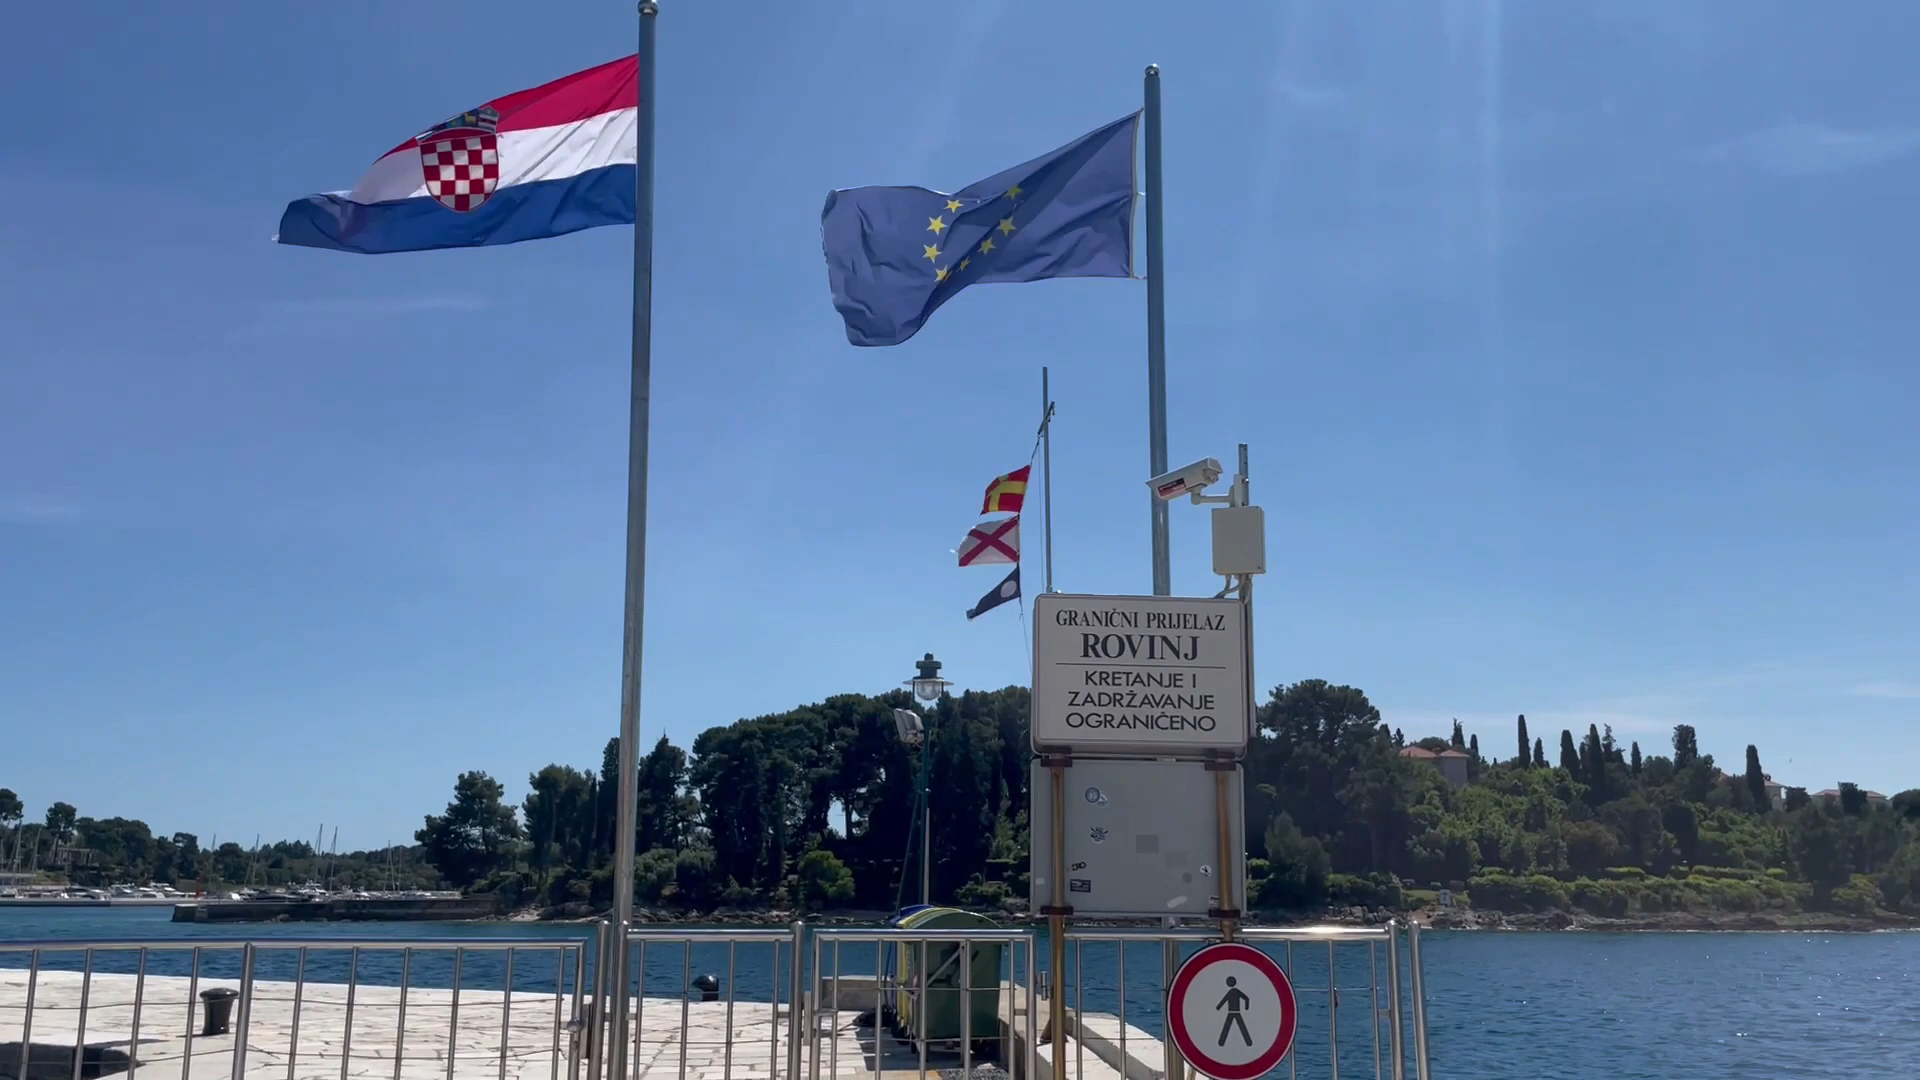 GRANIČNI PRIJELAZ
ROVINJ
KRETANJE I
ZADRŽAVANJE
OGRANIČENO